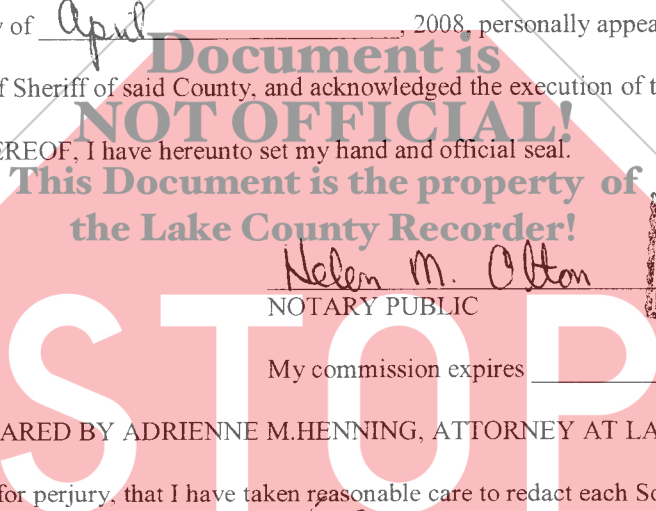 y of April, 2008, personally appea
Document is
f Sheriff of said County, and acknowledged the execution of t
NOT OFFICIAL!
EREOF, I have hereunto set my hand and official seal.
This Document is the property of
the Lake County Recorder!
Helen M. Olton
NOTARY PUBLIC
STOP
My commission expires
ARED BY ADRIENNE M.HENNING, ATTORNEY AT LA
for perjury, that I have taken reasonable care to redact each So